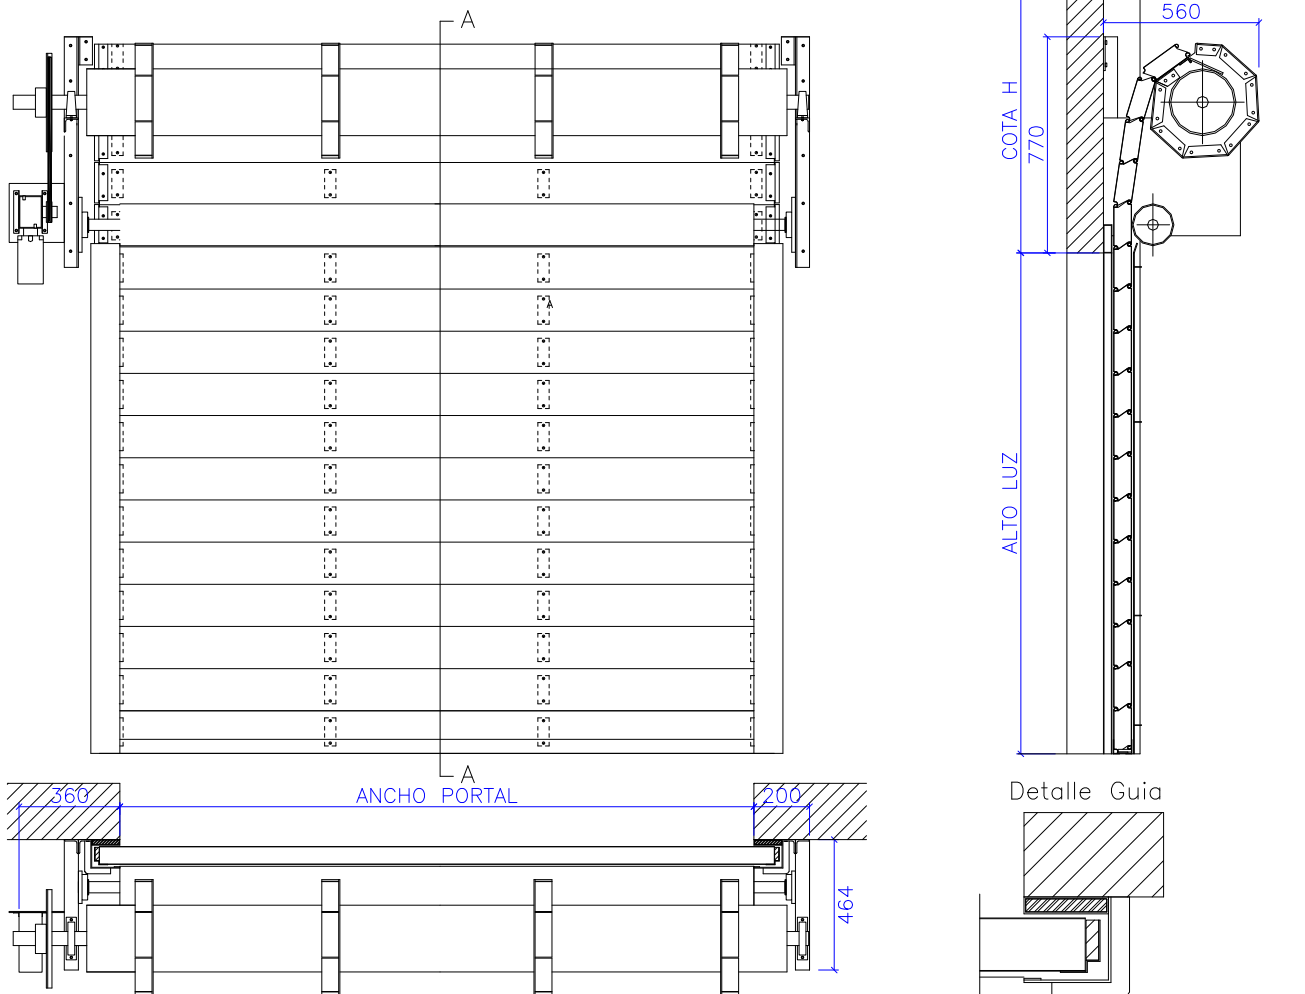 A
560
COTA H
770
A
ALTO LUZ
A
360
ANCHO PORTAL
200
Detalle Guia
464